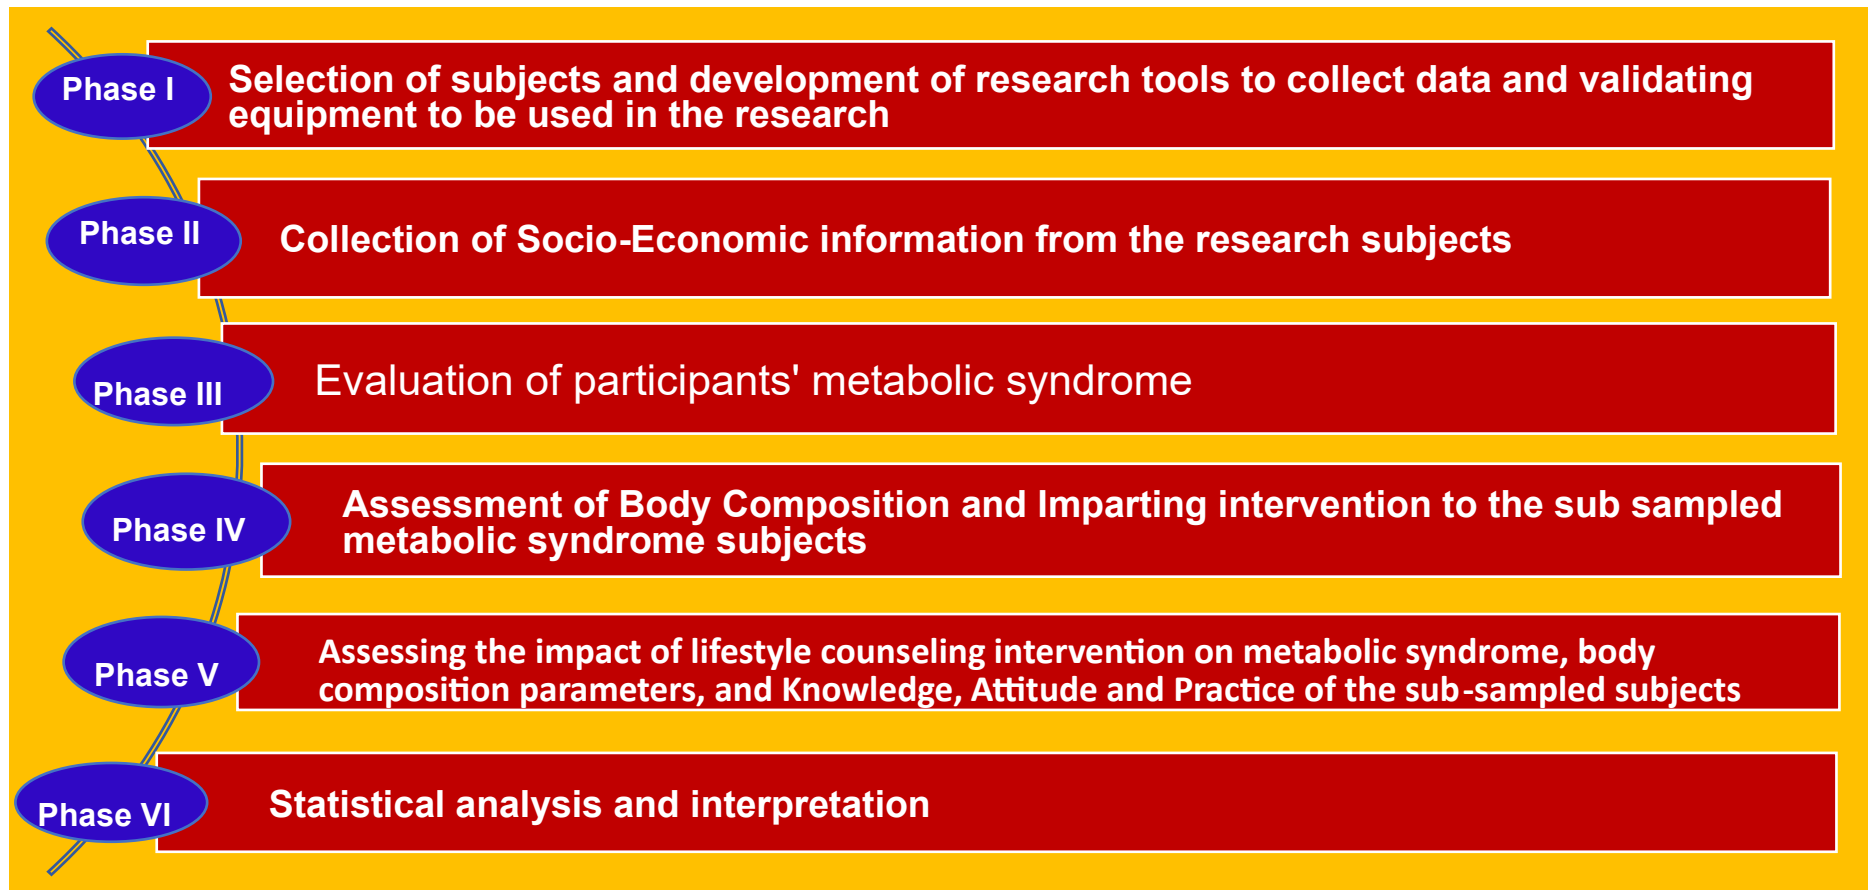 Phase I
Selection of subjects and development of research tools to collect data and validating
equipment to be used in the research
Phase II
Collection of Socio-Economic information from the research subjects
Phase III
Evaluation of participants' metabolic syndrome
Phase IV
Assessment of Body Composition and Imparting intervention to the sub sampled
metabolic syndrome subjects
Phase V
Assessing the impact of lifestyle counseling intervention on metabolic syndrome, body
composition parameters, and Knowledge, Attitude and Practice of the sub-sampled subjects
Phase VI
Statistical analysis and interpretation